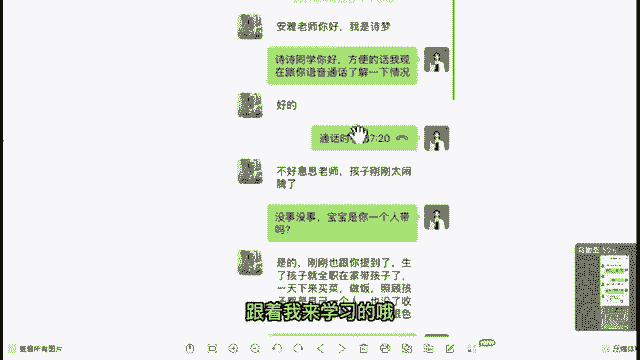 安雅老师你好，我是诗梦
诗诗同学你好，方便的话我现
在跟你语音通话了解一下情况
好的
通话时 37:20
不好意思老师，孩子刚刚太闹
腾了
没事没事，宝宝是你一个人带
吗？
是的，刚刚也跟你提到了，生
了孩子就全职在家带孩子了，
一天下来买菜，做饭，照顾孩
跟着我来学习的哦
查看所有图片